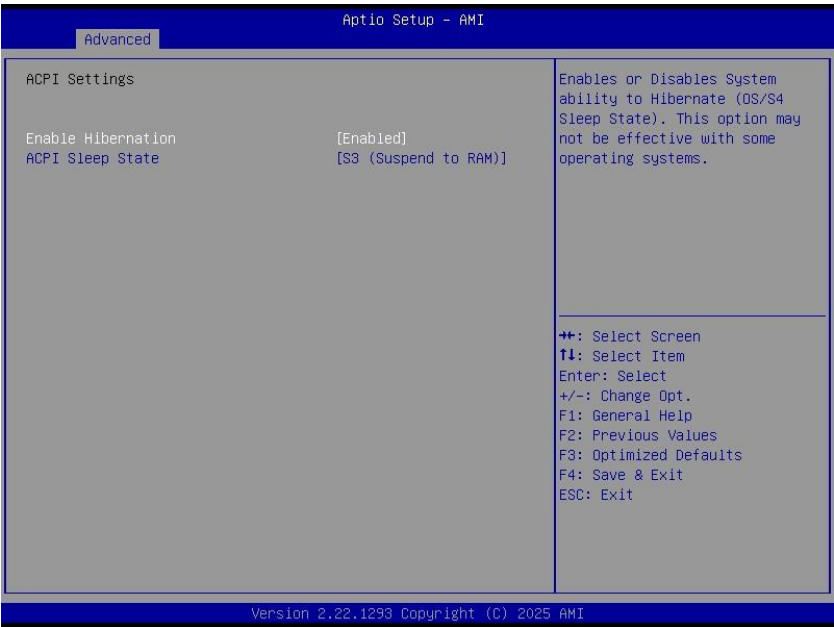 Aptio Setup – AMI
Advanced
ACPI Settings
Enable Hibernation [Enabled]
ACPI Sleep State [S3 (Suspend to RAM)]
Enables or Disables System
ability to Hibernate (OS/S4
Sleep State). This option may
not be effective with some
operating systems.
→←: Select Screen
↑↓: Select Item
Enter: Select
+/-: Change Opt.
F1: General Help
F2: Previous Values
F3: Optimized Defaults
F4: Save & Exit
ESC: Exit
Version 2.22.1293 Copyright (C) 2025 AMI